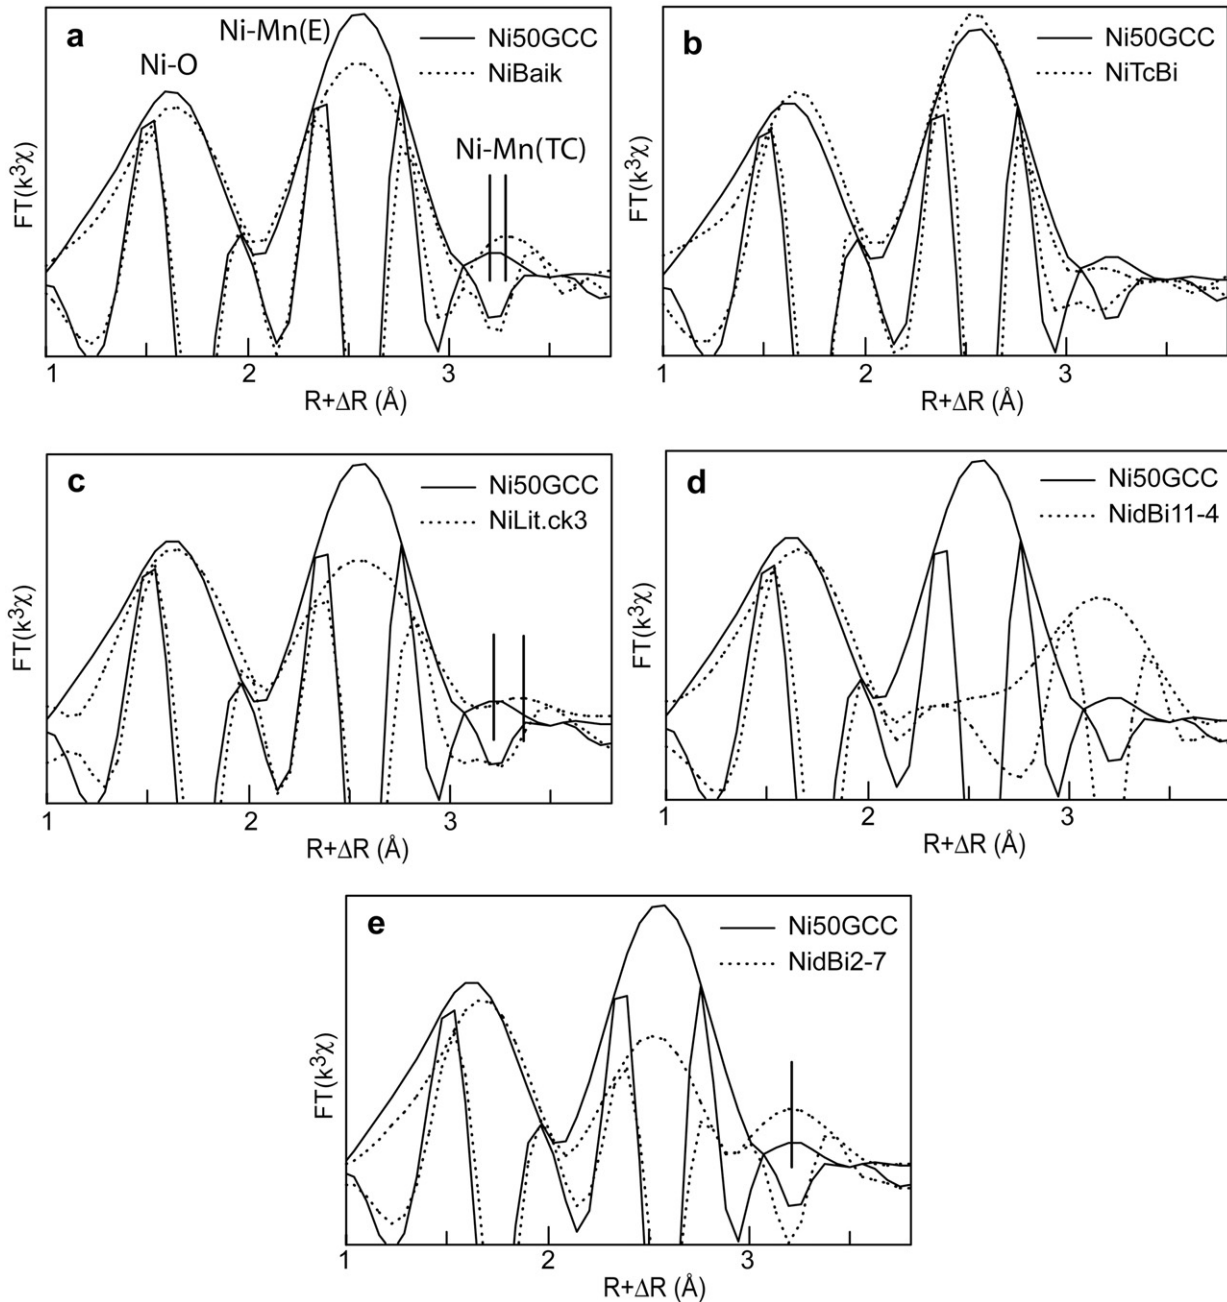 a
Ni-Mn(E)
Ni50GCC
NiBaik
Ni-O
Ni-Mn(TC)
FT(k³χ)
1
2
3
R+ΔR (Å)
b
Ni50GCC
NiTcBi
FT(k³χ)
1
2
3
R+ΔR (Å)
c
Ni50GCC
NiLit.ck3
FT(k³χ)
1
2
3
R+ΔR (Å)
d
Ni50GCC
NidBi11-4
FT(k³χ)
1
2
3
R+ΔR (Å)
e
Ni50GCC
NidBi2-7
FT(k³χ)
1
2
3
R+ΔR (Å)